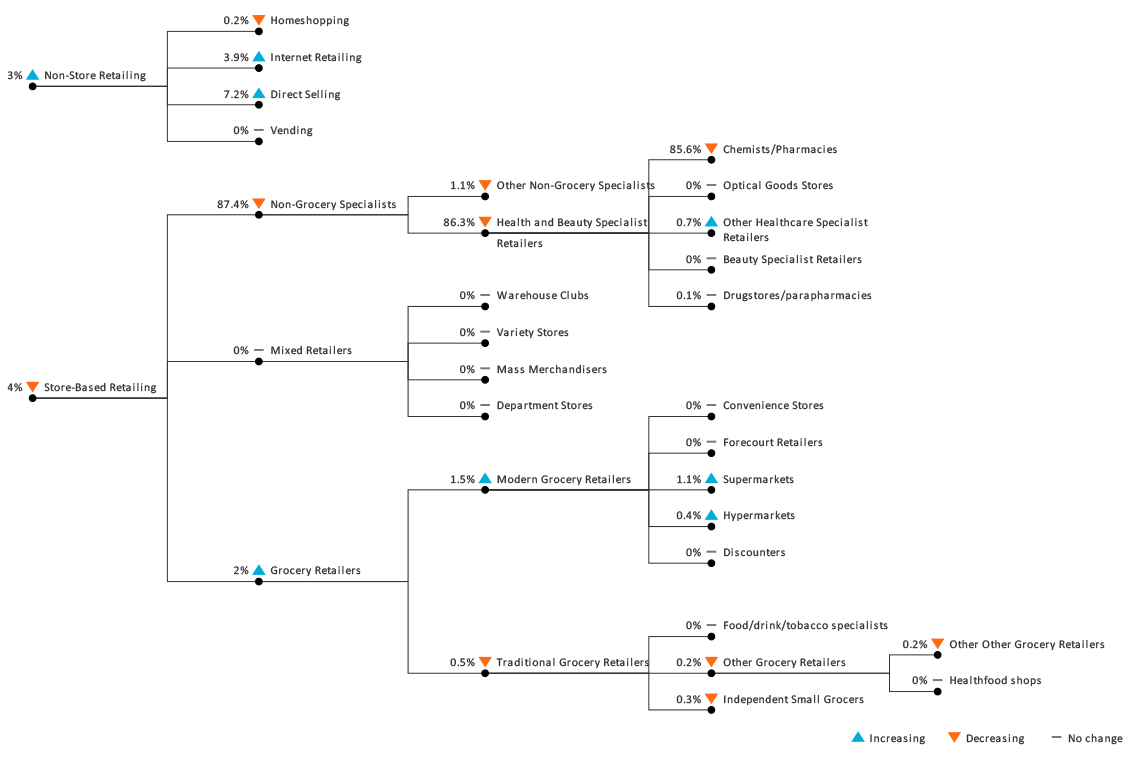 0.2% Homeshopping
3.9% Internet Retailing
3% Non-Store Retailing
7.2% Direct Selling
0% Vending
85.6% Chemists/Pharmacies
1.1% Other Non-Grocery Specialists
0% Optical Goods Stores
87.4% Non-Grocery Specialists
86.3% Health and Beauty Specialist
Retailers
0.7% Other Healthcare Specialist
Retailers
0% Beauty Specialist Retailers
0.1% Drugstores/parapharmacies
0% Warehouse Clubs
0% Variety Stores
0% Mixed Retailers
0% Mass Merchandisers
0% Department Stores
4% Store-Based Retailing
0% Convenience Stores
0% Forecourt Retailers
1.5% Modern Grocery Retailers
1.1% Supermarkets
0.4% Hypermarkets
0% Discounters
2% Grocery Retailers
0% Food/drink/tobacco specialists
0.5% Traditional Grocery Retailers
0.2% Other Grocery Retailers
0.2% Other Other Grocery Retailers
0% Healthfood shops
0.3% Independent Small Grocers
Increasing Decreasing No change